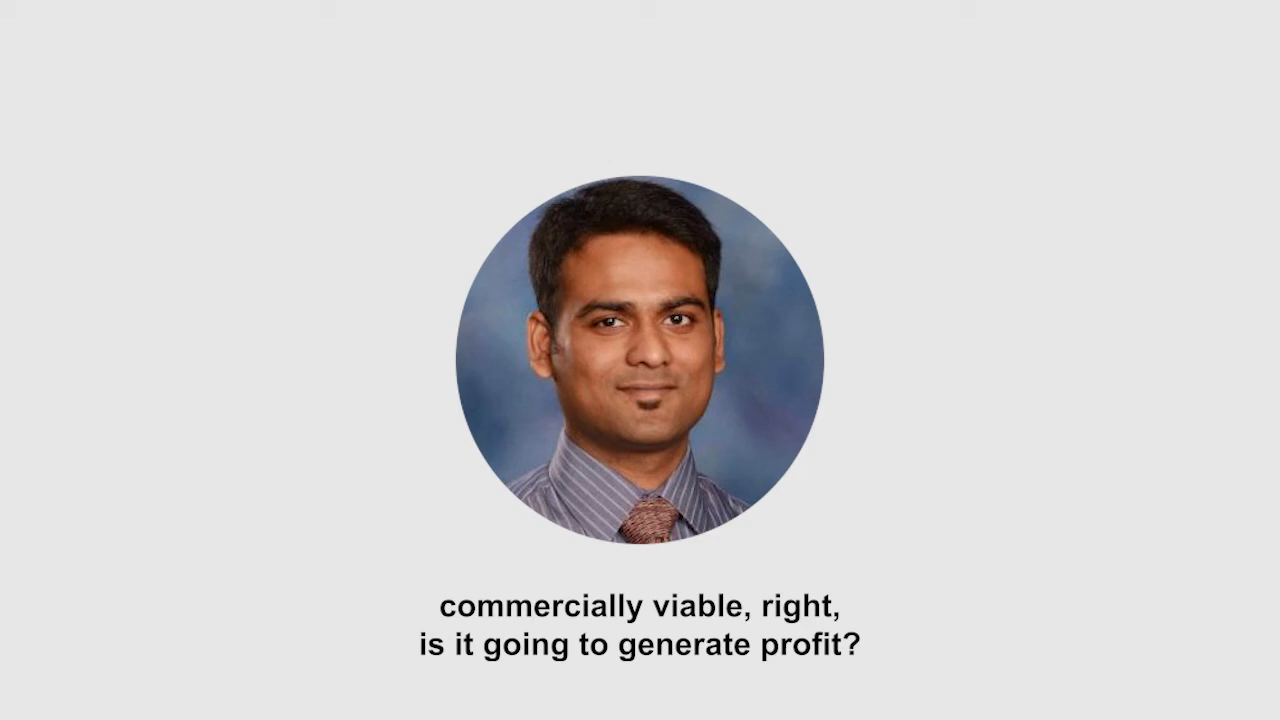 commercially viable, right,
is it going to generate profit?